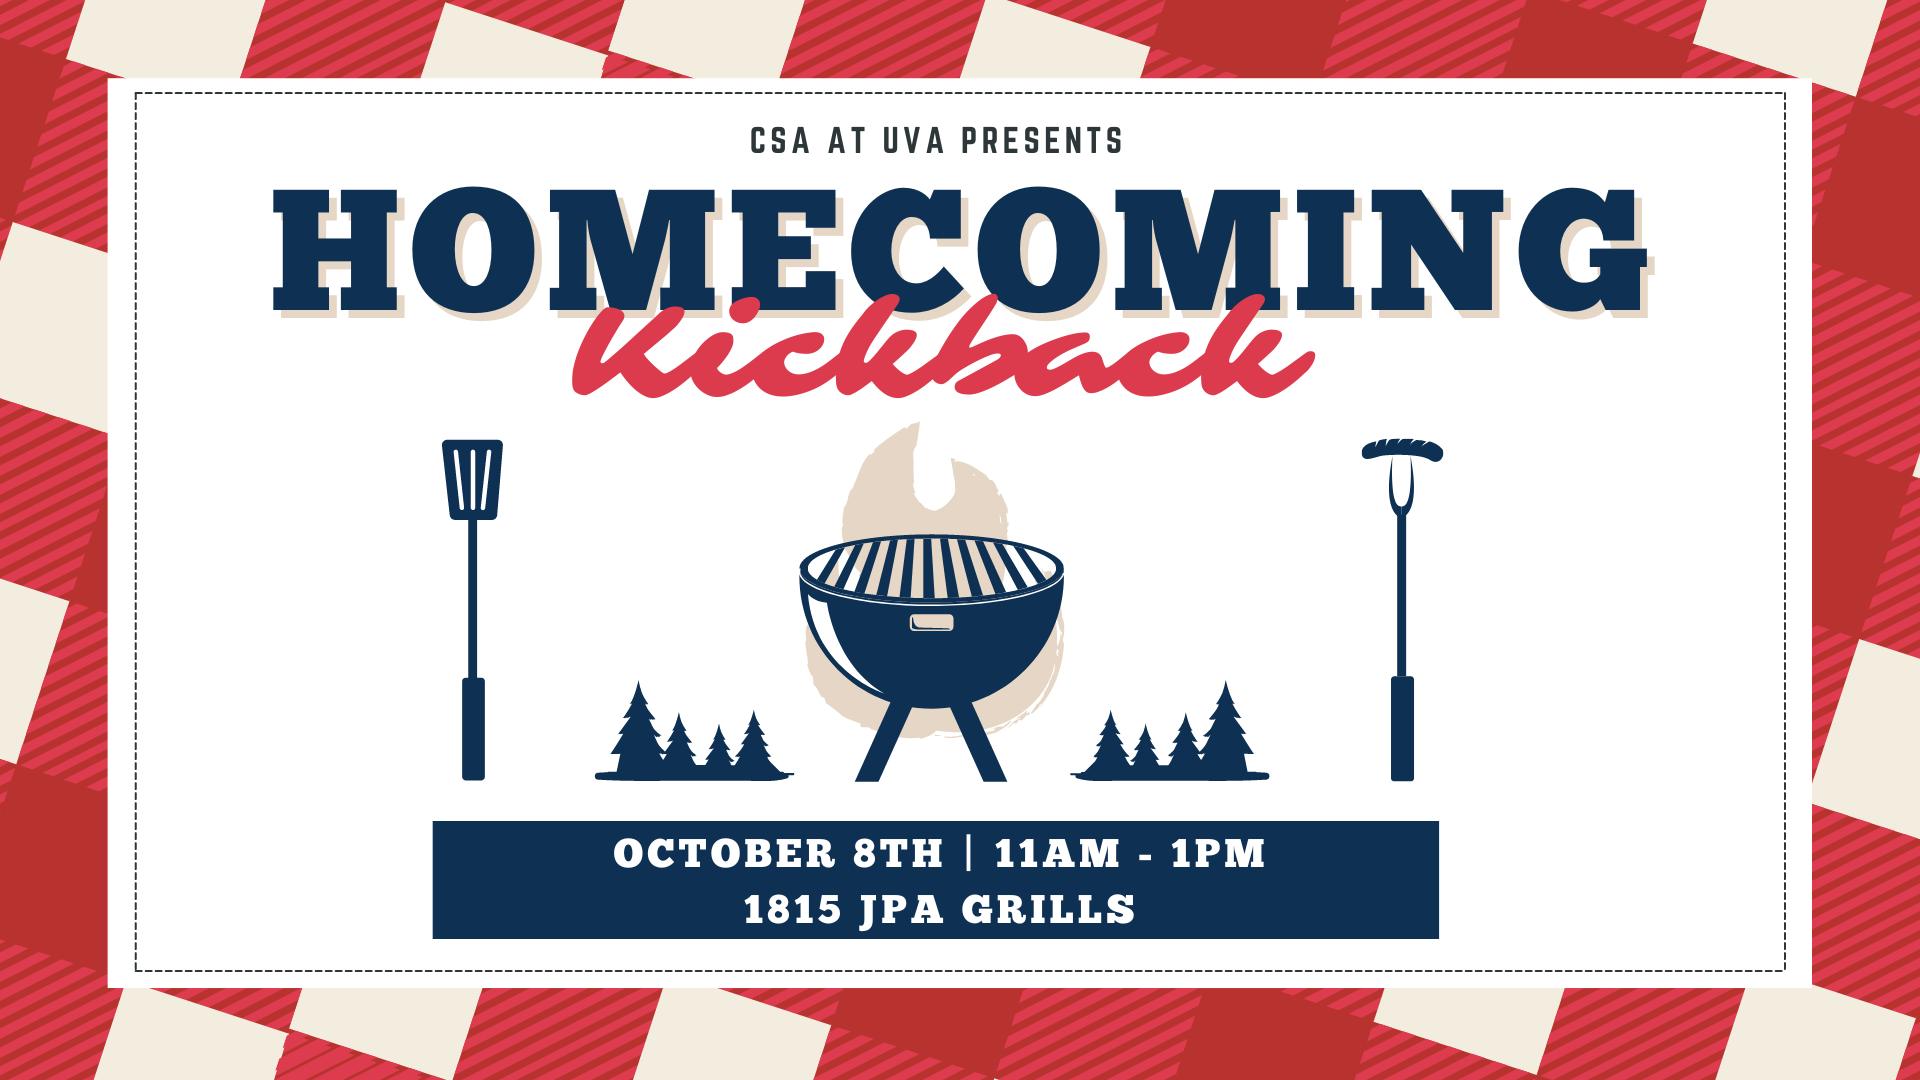 CSA AT UVA PRESENTS
HOMECOMING
Kickback
OCTOBER 8TH | 11AM - 1PM
1815 JPA GRILLS